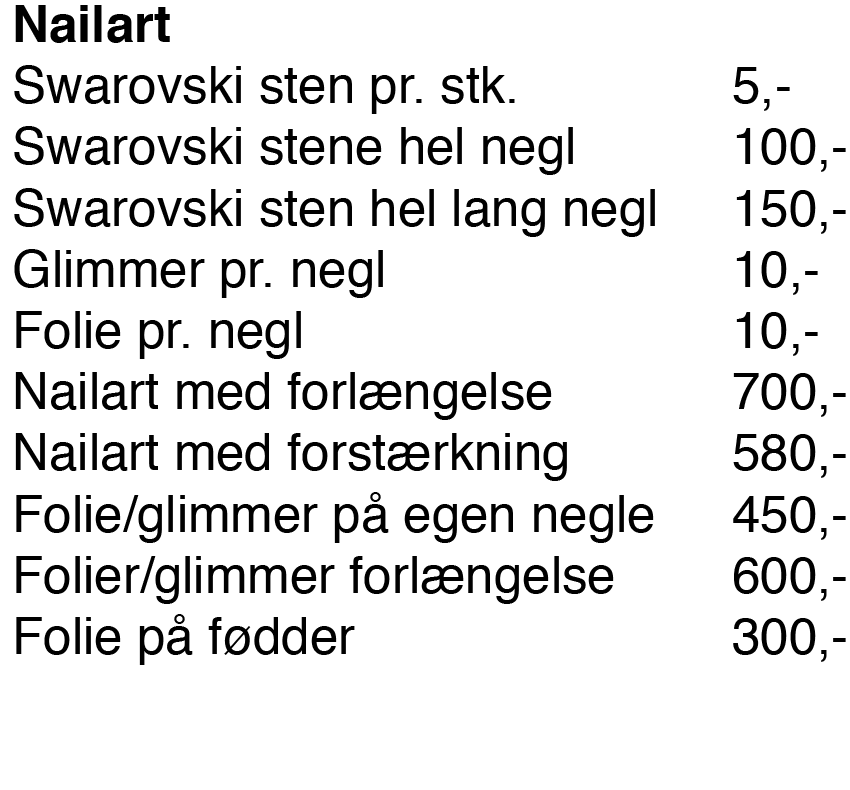 Nailart
Swarovski sten pr. stk. 5,-
Swarovski stene hel negl 100,-
Swarovski sten hel lang negl 150,-
Glimmer pr. negl 10,-
Folie pr. negl 10,-
Nailart med forlængelse 700,-
Nailart med forstærkning 580,-
Folie/glimmer på egen negle 450,-
Folier/glimmer forlængelse 600,-
Folie på fødder 300,-